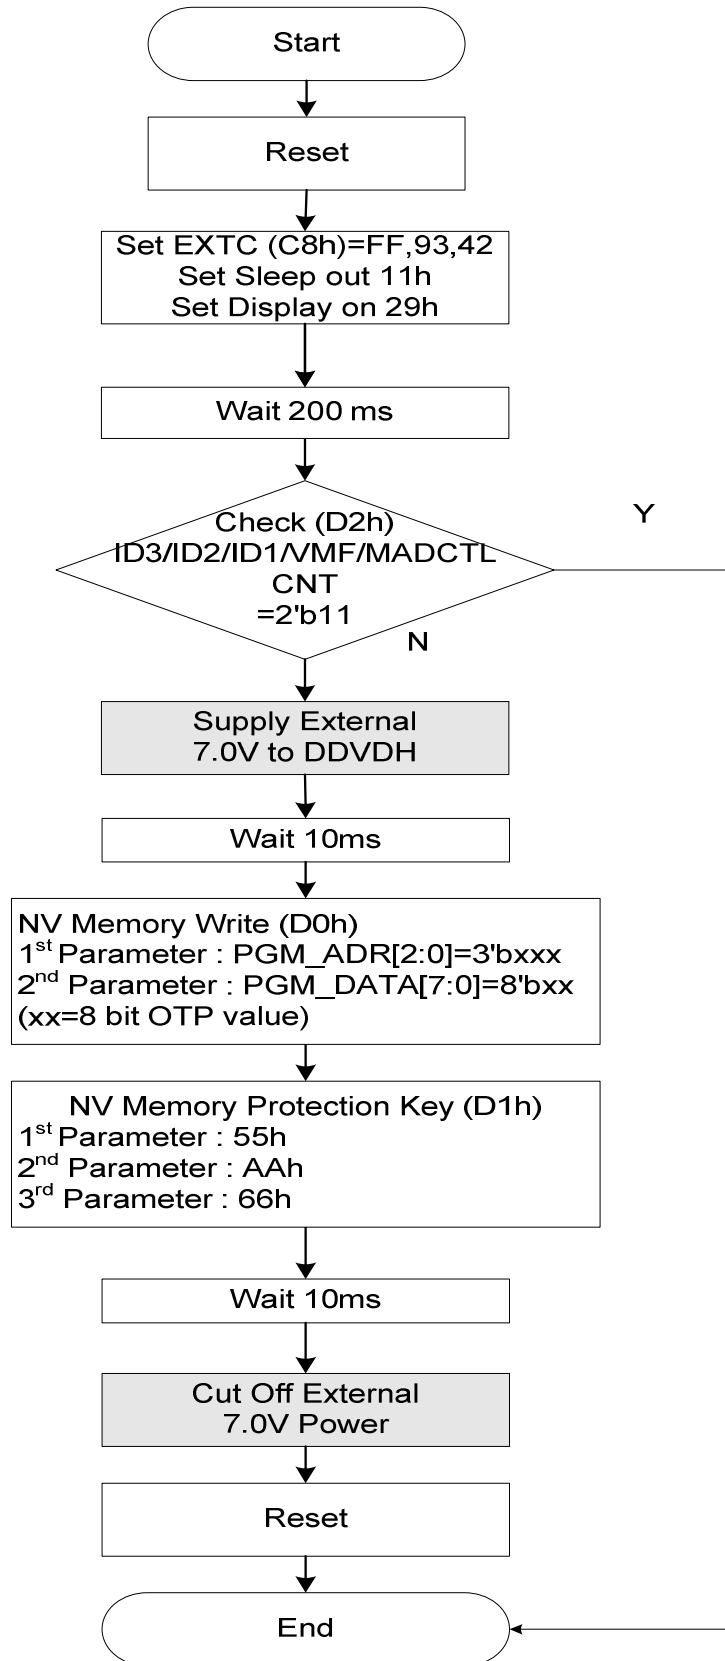 Start
Reset
Set EXTC (C8h)=FF,93,42
Set Sleep out 11h
Set Display on 29h
Wait 200 ms
Check (D2h)
ID3/ID2/ID1/VMF/MADCTL
CNT
=2'b11
Y
N
Supply External
7.0V to DDVDH
Wait 10ms
NV Memory Write (D0h)
1st Parameter : PGM_ADR[2:0]=3'bxxx
2nd Parameter : PGM_DATA[7:0]=8'bxx
(xx=8 bit OTP value)
NV Memory Protection Key (D1h)
1st Parameter : 55h
2nd Parameter : AAh
3rd Parameter : 66h
Wait 10ms
Cut Off External
7.0V Power
Reset
End